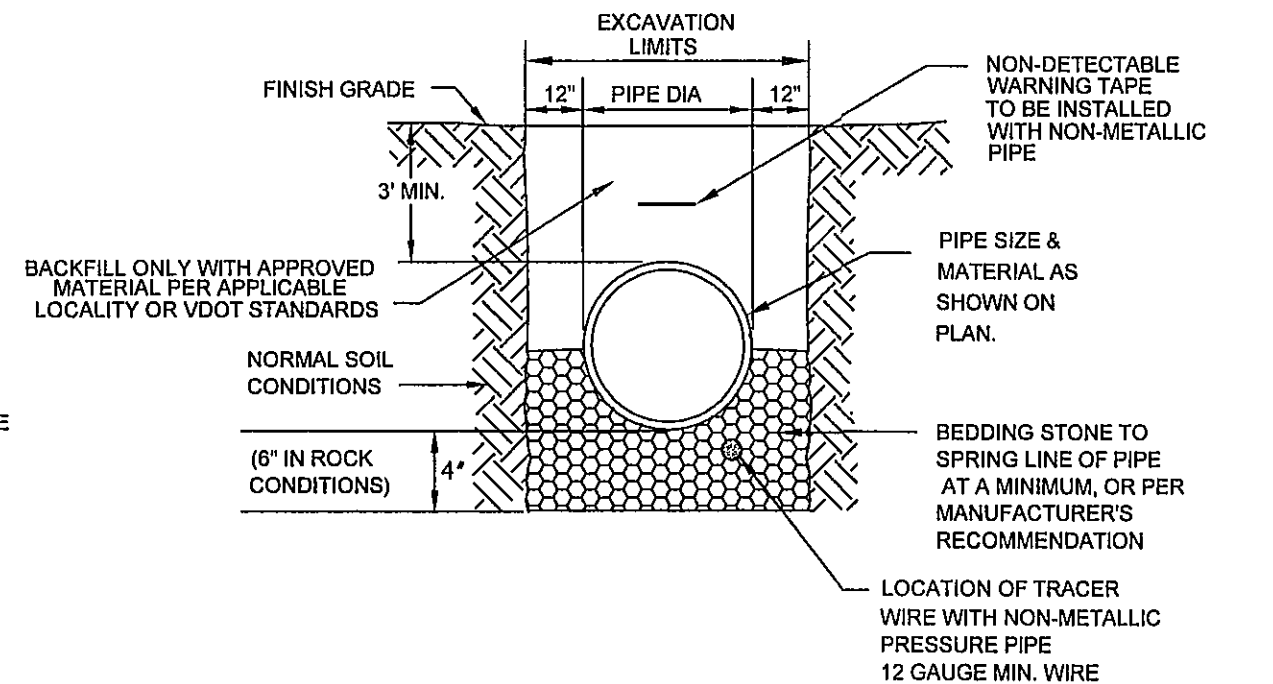 EXCAVATION
LIMITS
FINISH GRADE
12"
PIPE DIA
12"
NON-DETECTABLE
WARNING TAPE
TO BE INSTALLED
WITH NON-METALLIC
PIPE
3' MIN.
BACKFILL ONLY WITH APPROVED
MATERIAL PER APPLICABLE
LOCALITY OR VDOT STANDARDS
PIPE SIZE &
MATERIAL AS
SHOWN ON
PLAN.
NORMAL SOIL
CONDITIONS
E
(6" IN ROCK
CONDITIONS)
4"
BEDDING STONE TO
SPRING LINE OF PIPE
AT A MINIMUM, OR PER
MANUFACTURER'S
RECOMMENDATION
LOCATION OF TRACER
WIRE WITH NON-METALLIC
PRESSURE PIPE
12 GAUGE MIN. WIRE